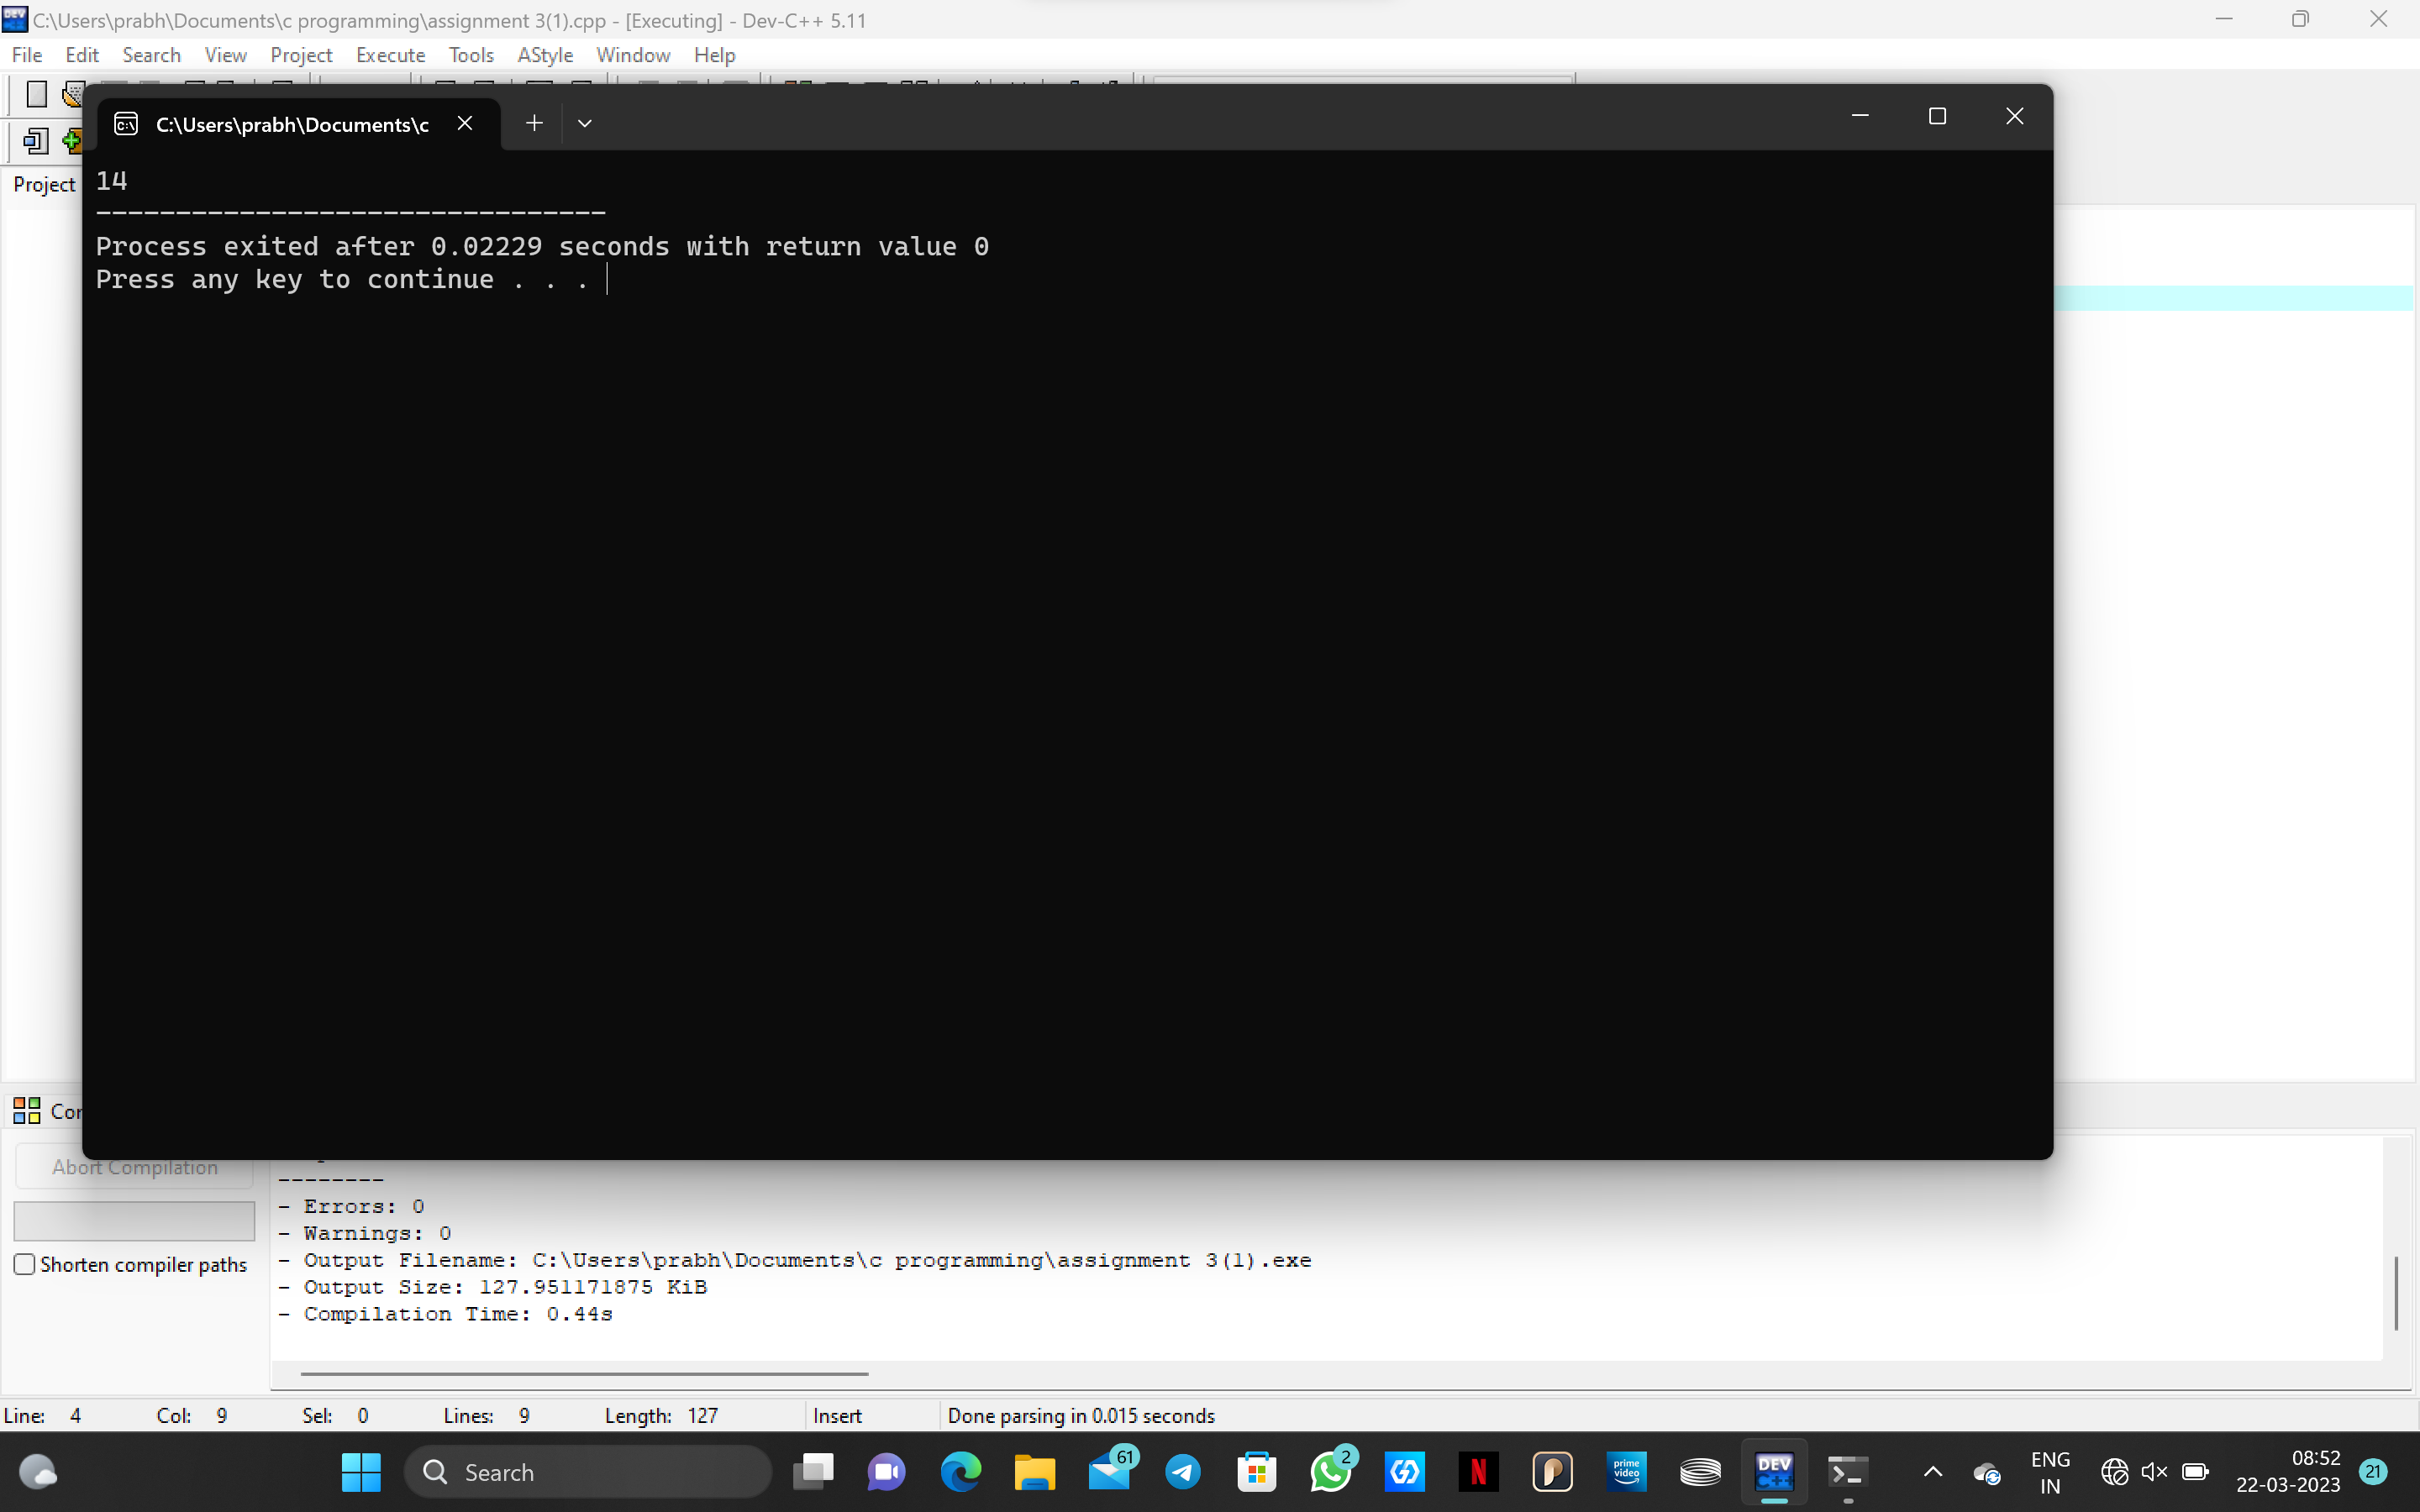 C:\Users\prabh\Documents\c programming\assignment 3(1).cpp - [Executing] - Dev-C++ 5.11
File Edit Search View Project Execute Tools AStyle Window Help
C:\Users\prabh\Documents\c
Project
14
--------------------------------
Process exited after 0.02229 seconds with return value 0
Press any key to continue . . .
Abort Compilation
--------
- Errors: 0
- Warnings: 0
Shorten compiler paths
- Output Filename: C:\Users\prabh\Documents\c programming\assignment 3(1).exe
- Output Size: 127.951171875 KiB
- Compilation Time: 0.44s
Line: 4 Col: 9 Sel: 0 Lines: 9 Length: 127 Insert Done parsing in 0.015 seconds
Search
61
2
prime video
DEV C++
ENG
IN
08:52
22-03-2023
21